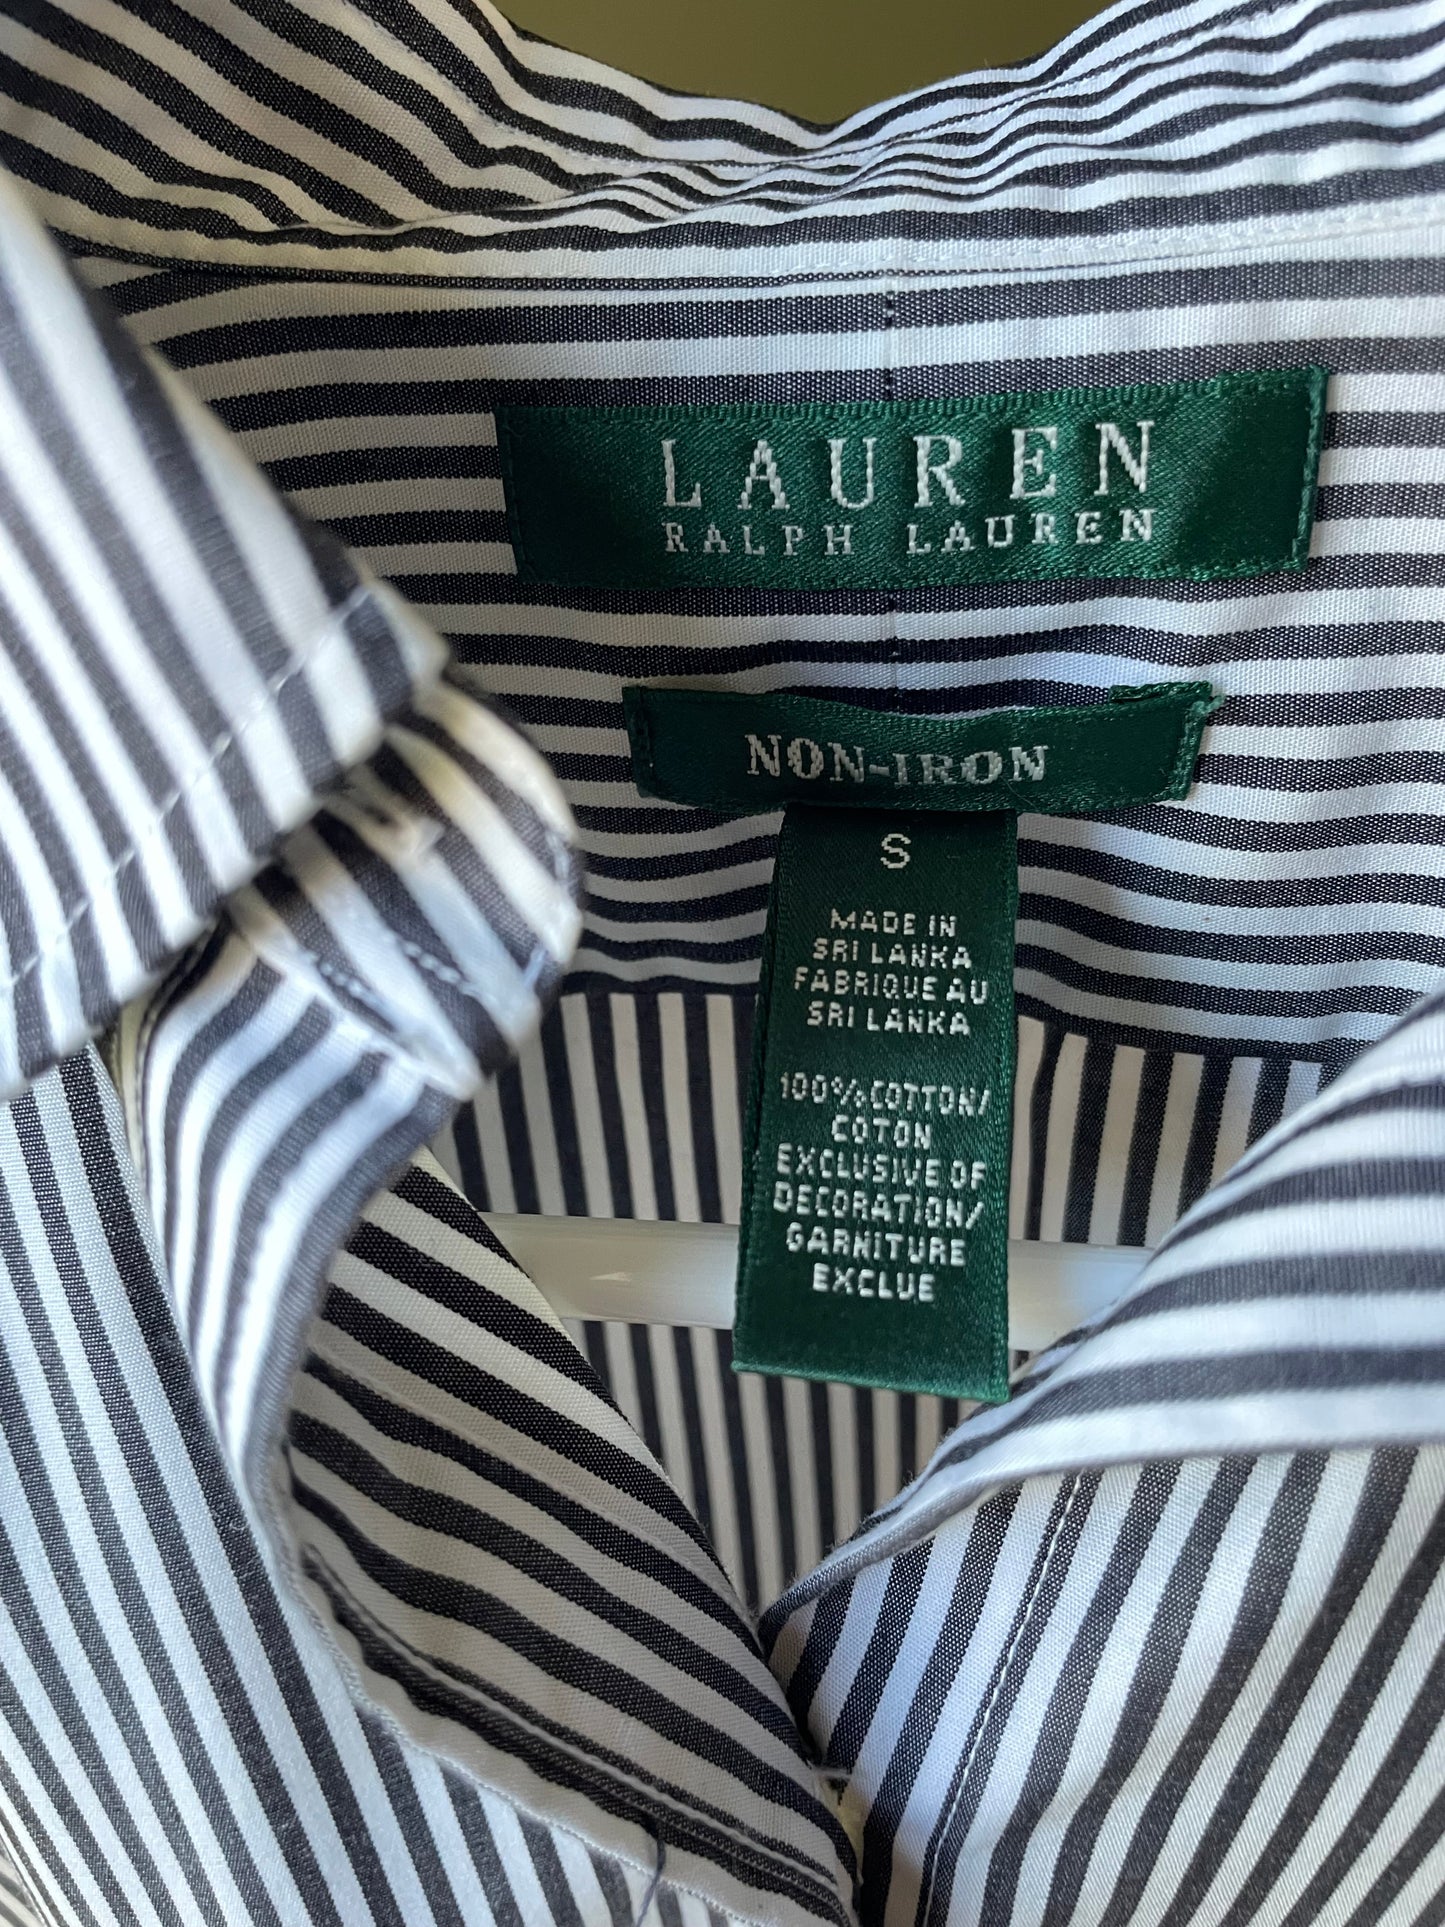 LAUREN
RALPH LAUREN
NON-IRON
S
MADE IN
SRI LANKA
FABRIQUE AU
SRI LANKA
100% COTTON/
COTON
EXCLUSIVE OF
DECORATION/
GARNITURE
EXCLUE